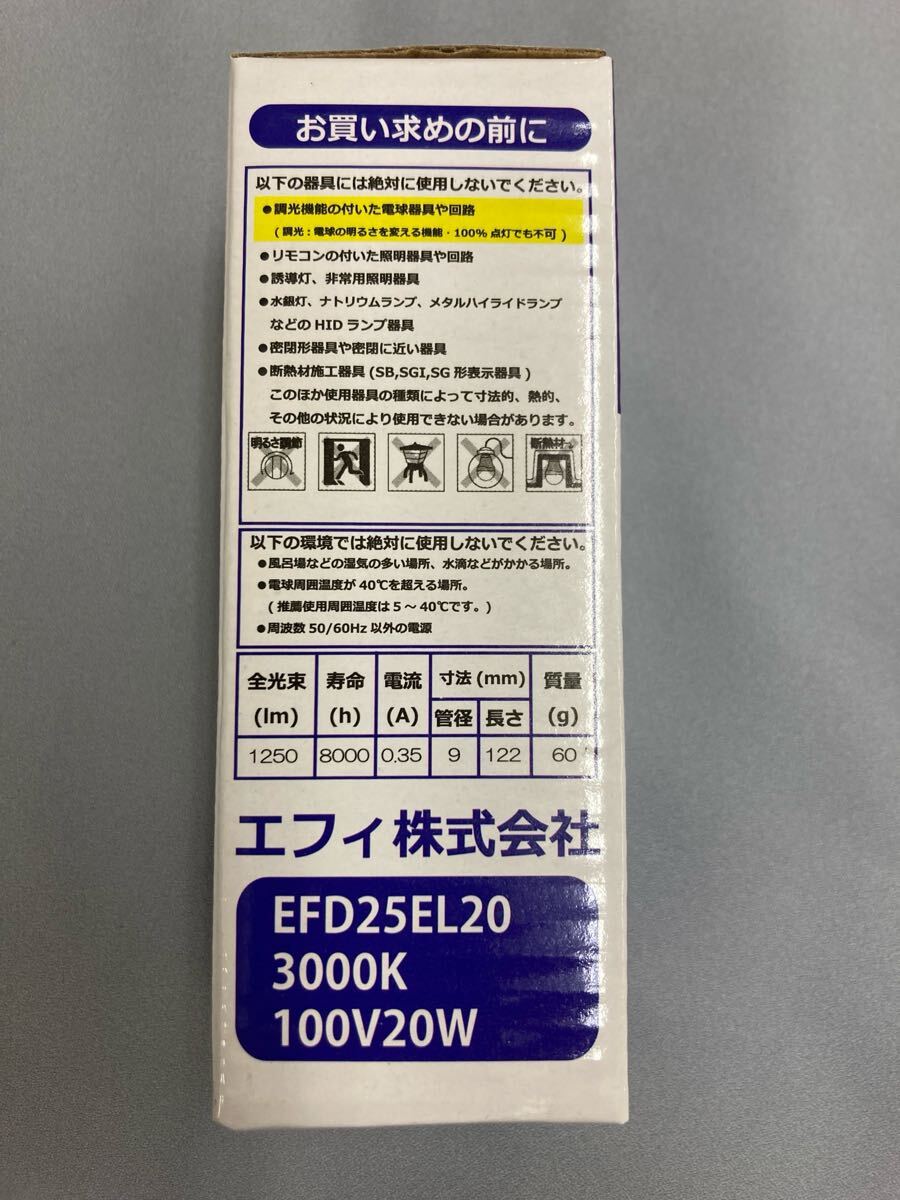 お買い求めの前に
以下の器具には絶対に使用しないでください。
●調光機能の付いた電球器具や回路
(調光：電球の明るさを変える機能・100% 点灯でも不可)
●リモコンの付いた照明器具や回路
●誘導灯、非常用照明器具
●水銀灯、ナトリウムランプ、メタルハイライドランプ
などの HID ランプ器具
●密閉形器具や密閉に近い器具
●断熱材施工器具 (SB,SGI,SG 形表示器具)
このほか使用器具の種類によって寸法的、熱的、
その他の状況により使用できない場合があります。
明るさ調節 断熱材
以下の環境では絶対に使用しないでください。
●風呂場などの湿気の多い場所、水滴などがかかる場所。
●電球周囲温度が 40℃を超える場所。
(推薦使用周囲温度は 5 ～ 40℃です。)
●周波数 50/60Hz 以外の電源
全光束 寿命 電流 寸法 (mm) 質量
(lm) (h) (A) 管径 長さ (g)
1250 8000 0.35 9 122 60
エフィ株式会社
EFD25EL20
3000K
100V20W